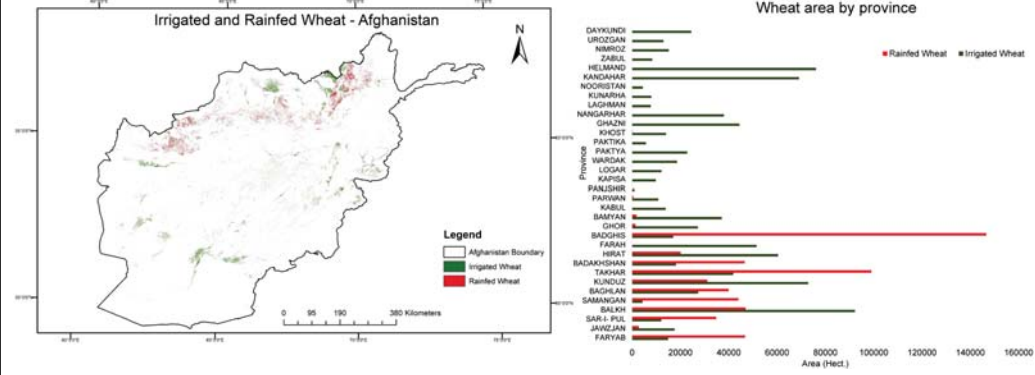 Irrigated and Rainfed Wheat - Afghanistan
N
Legend
Afghanistan Boundary
Irrigated Wheat
Rainfed Wheat
0 95 190 380 Kilometers
Wheat area by province
Rainfed Wheat Irrigated Wheat
Province
DAYKUNDI
UROZGAN
NIMROZ
ZABUL
HELMAND
KANDAHAR
NOORISTAN
KUNARHA
LAGHMAN
NANGARHAR
GHAZNI
KHOST
PAKTIKA
PAKTYA
WARDAK
LOGAR
KAPISA
PANJSHIR
PARWAN
KABUL
BAMYAN
GHOR
BADGHIS
FARAH
HIRAT
BADAKHSHAN
TAKHAR
KUNDUZ
BAGHLAN
SAMANGAN
BALKH
SAR-I- PUL
JAWZJAN
FARYAB
0 20000 40000 60000 80000 100000 120000 140000 160000
Area (Hect.)